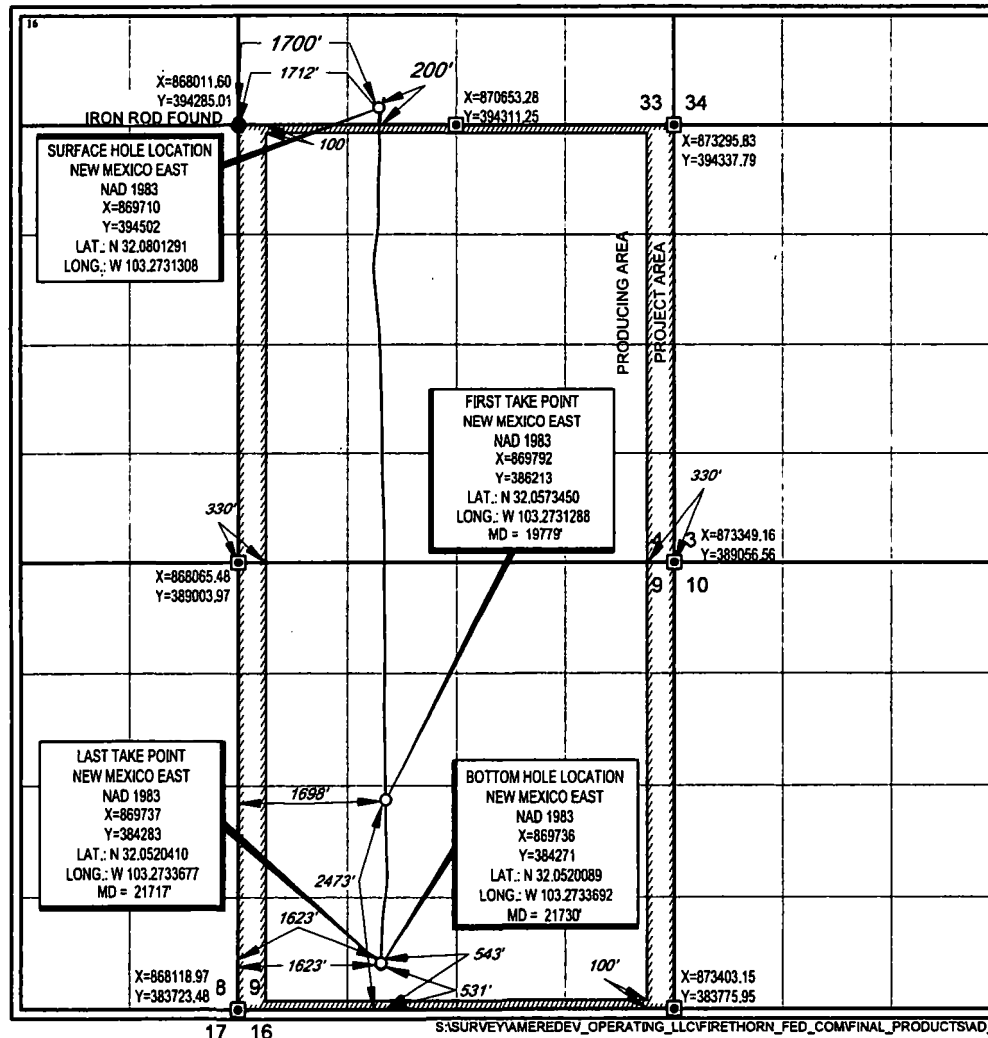 16
1700'
1712'
200'
X=868011.60
Y=394285.01
IRON ROD FOUND
X=870653.28
Y=394311.25
33 34
X=873295.83
Y=394337.79
100'
SURFACE HOLE LOCATION
NEW MEXICO EAST
NAD 1983
X=869710
Y=394502
LAT.: N 32.0801291
LONG.: W 103.2731308
PRODUCING AREA
PROJECT AREA
FIRST TAKE POINT
NEW MEXICO EAST
NAD 1983
X=869792
Y=386213
LAT.: N 32.0573450
LONG.: W 103.2731288
MD = 19779'
330'
330'
4 3
9 10
X=873349.16
Y=389056.56
X=868065.48
Y=389003.97
LAST TAKE POINT
NEW MEXICO EAST
NAD 1983
X=869737
Y=384283
LAT.: N 32.0520410
LONG.: W 103.2733677
MD = 21717'
1698'
BOTTOM HOLE LOCATION
NEW MEXICO EAST
NAD 1983
X=869736
Y=384271
LAT.: N 32.0520089
LONG.: W 103.2733692
MD = 21730'
2473'
1623'
1623'
543'
531'
100'
X=868118.97
Y=383723.48
8 9
17 16
X=873403.15
Y=383775.95
S:\SURVEY\AMEREDEV_OPERATING_LLC\FIRETHORN_FED_COM\FINAL_PRODUCTS\AD_